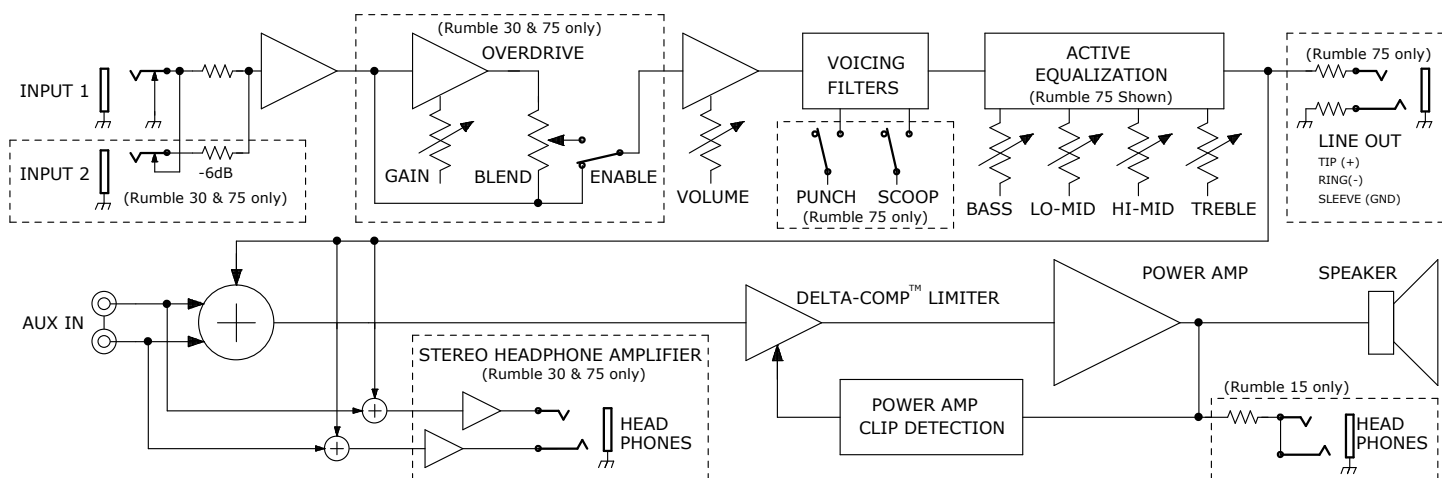 INPUT 1
INPUT 2
-6dB
(Rumble 30 & 75 only)
(Rumble 30 & 75 only)
OVERDRIVE
GAIN
BLEND
ENABLE
VOLUME
VOICING
FILTERS
PUNCH
SCOOP
(Rumble 75 only)
ACTIVE
EQUALIZATION
(Rumble 75 Shown)
BASS
LO-MID
HI-MID
TREBLE
(Rumble 75 only)
LINE OUT
TIP (+)
RING(-)
SLEEVE (GND)
AUX IN
STEREO HEADPHONE AMPLIFIER
(Rumble 30 & 75 only)
HEAD
PHONES
DELTA-COMP™ LIMITER
POWER AMP
SPEAKER
POWER AMP
CLIP DETECTION
(Rumble 15 only)
HEAD
PHONES